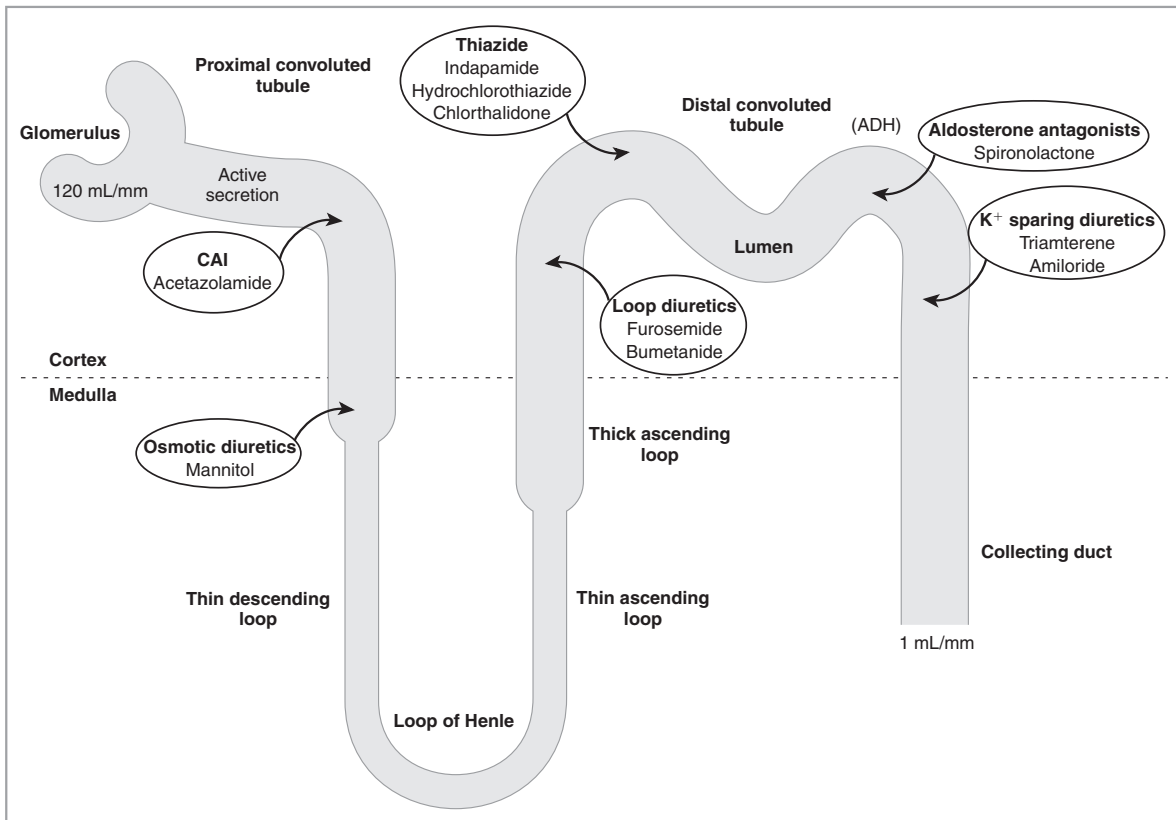 Proximal convoluted
tubule
Glomerulus
120 mL/mm
Active
secretion
CAI
Acetazolamide
Thiazide
Indapamide
Hydrochlorothiazide
Chlorthalidone
Distal convoluted
tubule
(ADH)
Aldosterone antagonists
Spironolactone
K⁺ sparing diuretics
Triamterene
Amiloride
Lumen
Loop diuretics
Furosemide
Bumetanide
Cortex
Medulla
Osmotic diuretics
Mannitol
Thick ascending
loop
Collecting duct
Thin descending
loop
Thin ascending
loop
1 mL/mm
Loop of Henle